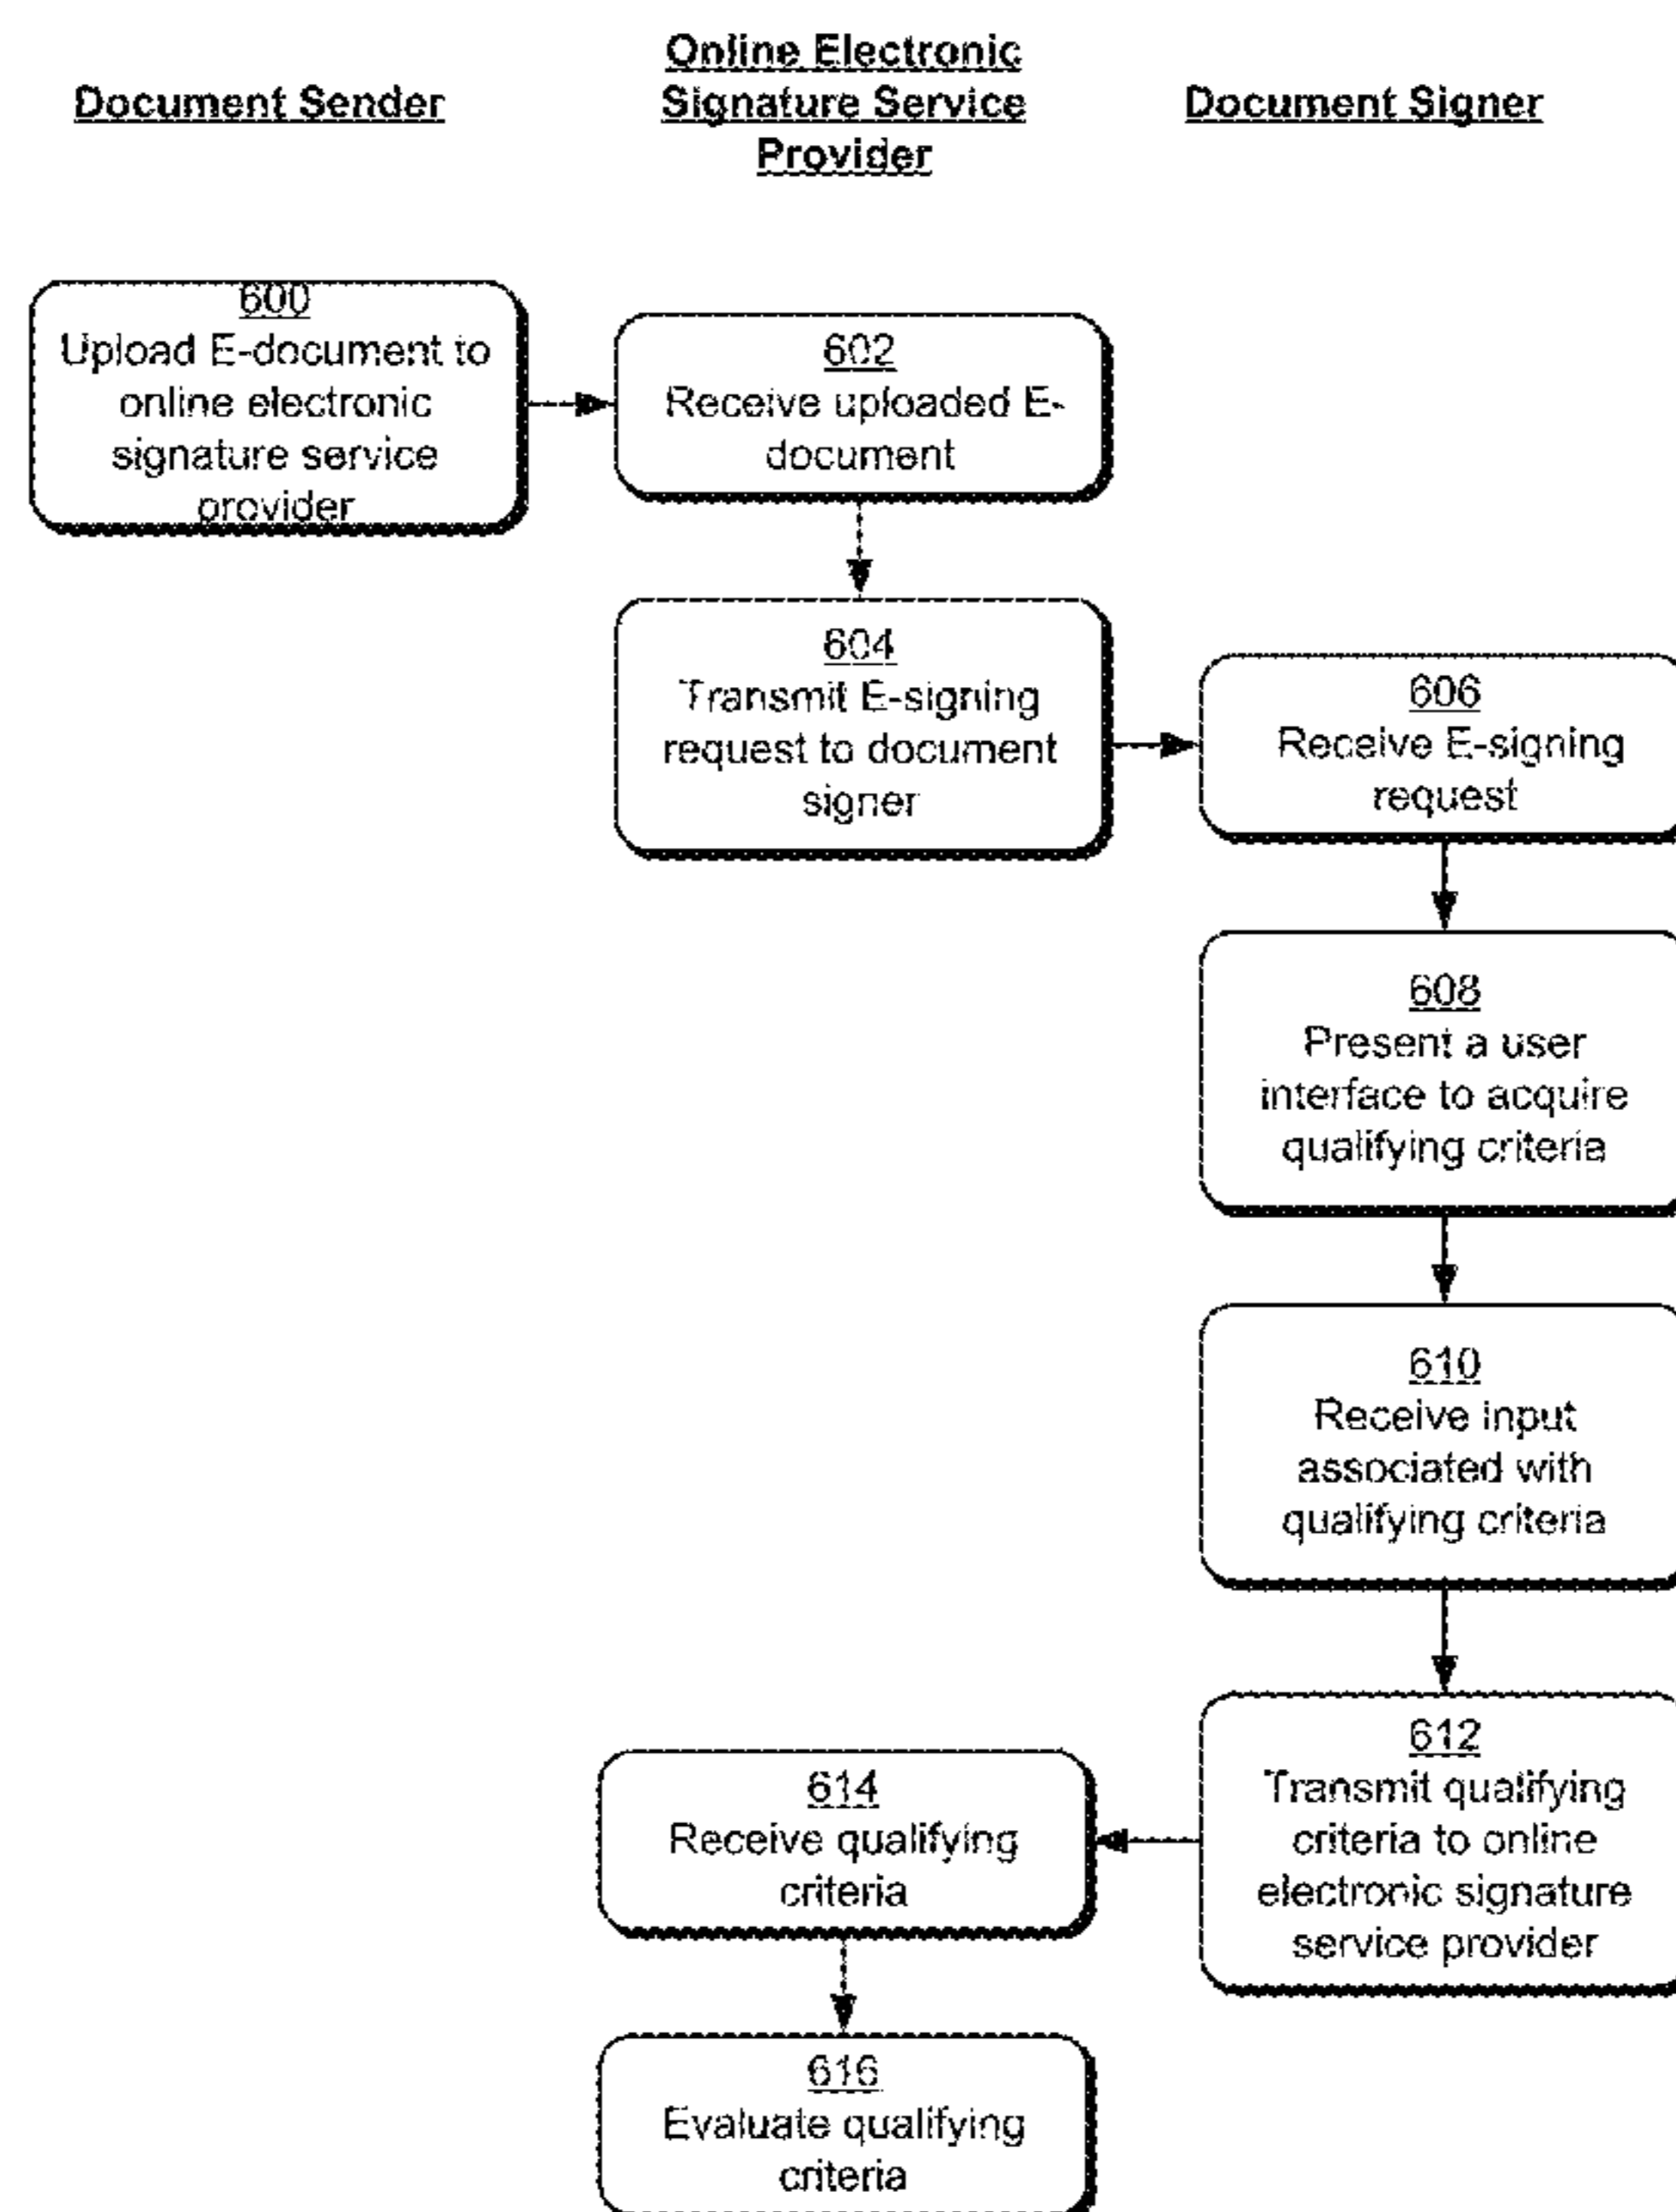 Document Sender
Online Electronic
Signature Service
Provider
Document Signer
600
Upload E-document to
online electronic
signature service
provider
602
Receive uploaded E-
document
604
Transmit E-signing
request to document
signer
606
Receive E-signing
request
608
Present a user
interface to acquire
qualifying criteria
610
Receive input
associated with
qualifying criteria
612
Transmit qualifying
criteria to online
electronic signature
service provider
614
Receive qualifying
criteria
616
Evaluate qualifying
criteria